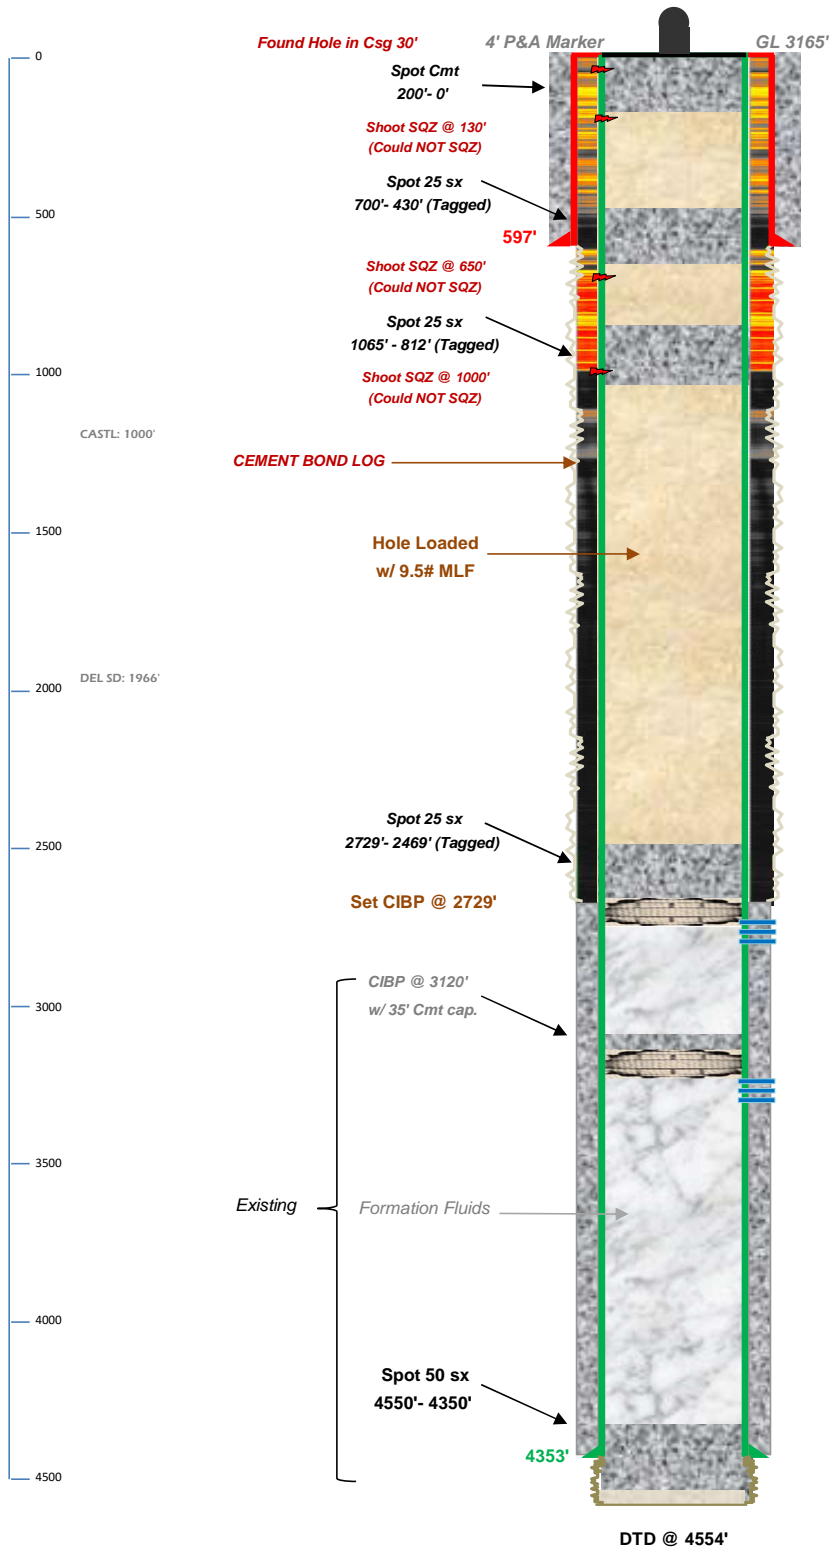 Found Hole in Csg 30'
4' P&A Marker
GL 3165'
0
Spot Cmt
200'- 0'
Shoot SQZ @ 130'
(Could NOT SQZ)
Spot 25 sx
700'- 430' (Tagged)
500
597'
Shoot SQZ @ 650'
(Could NOT SQZ)
Spot 25 sx
1065' - 812' (Tagged)
1000
Shoot SQZ @ 1000'
(Could NOT SQZ)
CASTL: 1000'
CEMENT BOND LOG
1500
Hole Loaded
w/ 9.5# MLF
2000
DEL SD: 1966'
Spot 25 sx
2729'- 2469' (Tagged)
2500
Set CIBP @ 2729'
CIBP @ 3120'
w/ 35' Cmt cap.
3000
3500
Existing
Formation Fluids
4000
Spot 50 sx
4550'- 4350'
4353'
4500
DTD @ 4554'